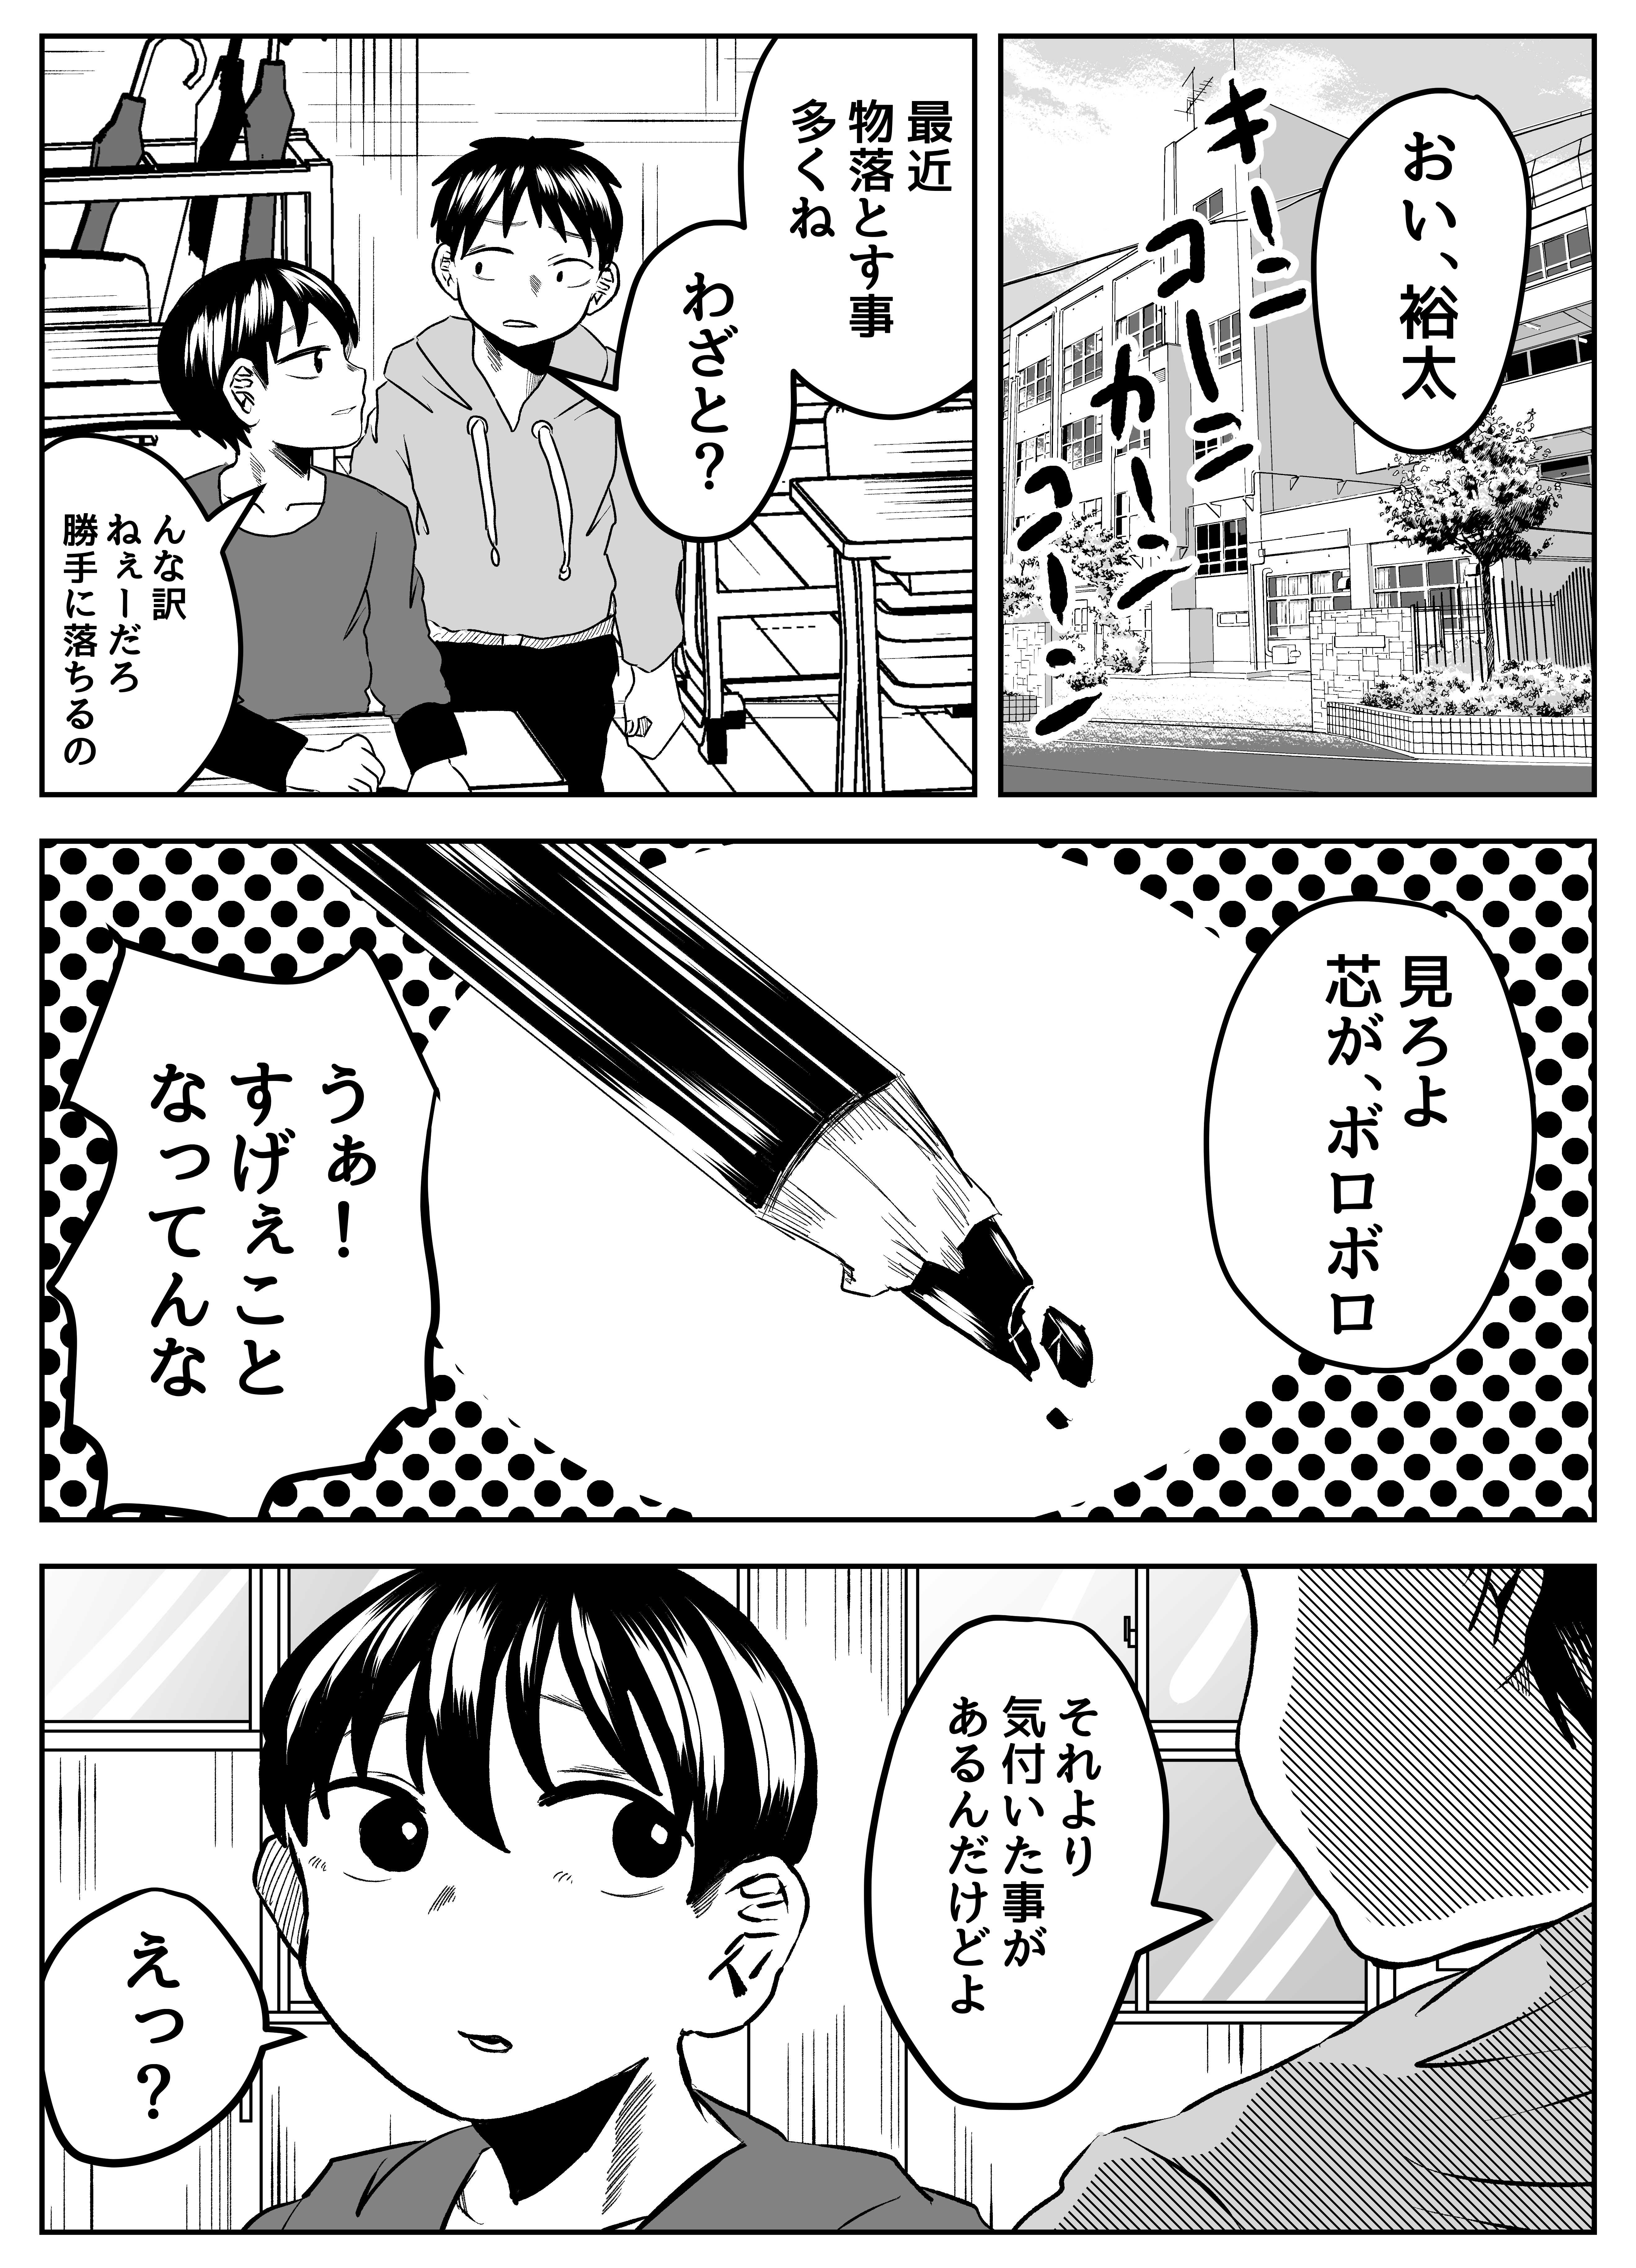 おい、裕太
キーン
コーン
カーン
コーン
最近
物落とす事
多くね
わざと?
んな訳
ねぇーだろ
勝手に落ちるの
見ろよ
芯が、ボロボロ
うぁ!
すげぇこと
なってんな
それより
気付いた事が
あるんだけどよ
えっ?